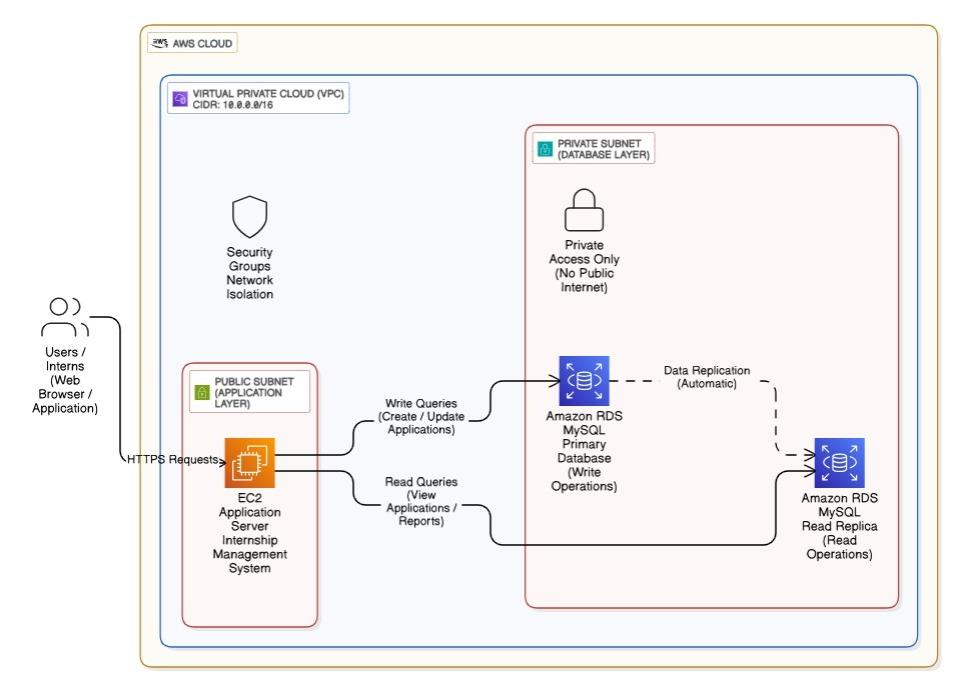 aws AWS CLOUD
VIRTUAL PRIVATE CLOUD (VPC)
CIDR: 10.0.0.0/16
PRIVATE SUBNET
(DATABASE LAYER)
Security
Groups
Network
Isolation
Private
Access Only
(No Public
Internet)
Users /
Interns
(Web
Browser /
Application)
HTTPS Requests
PUBLIC SUBNET
(APPLICATION
LAYER)
EC2
Application
Server
Internship
Management
System
Write Queries
(Create / Update
Applications)
Read Queries
(View
Applications /
Reports)
Amazon RDS
MySQL
Primary
Database
(Write
Operations)
Data Replication
(Automatic)
Amazon RDS
MySQL
Read Replica
(Read
Operations)